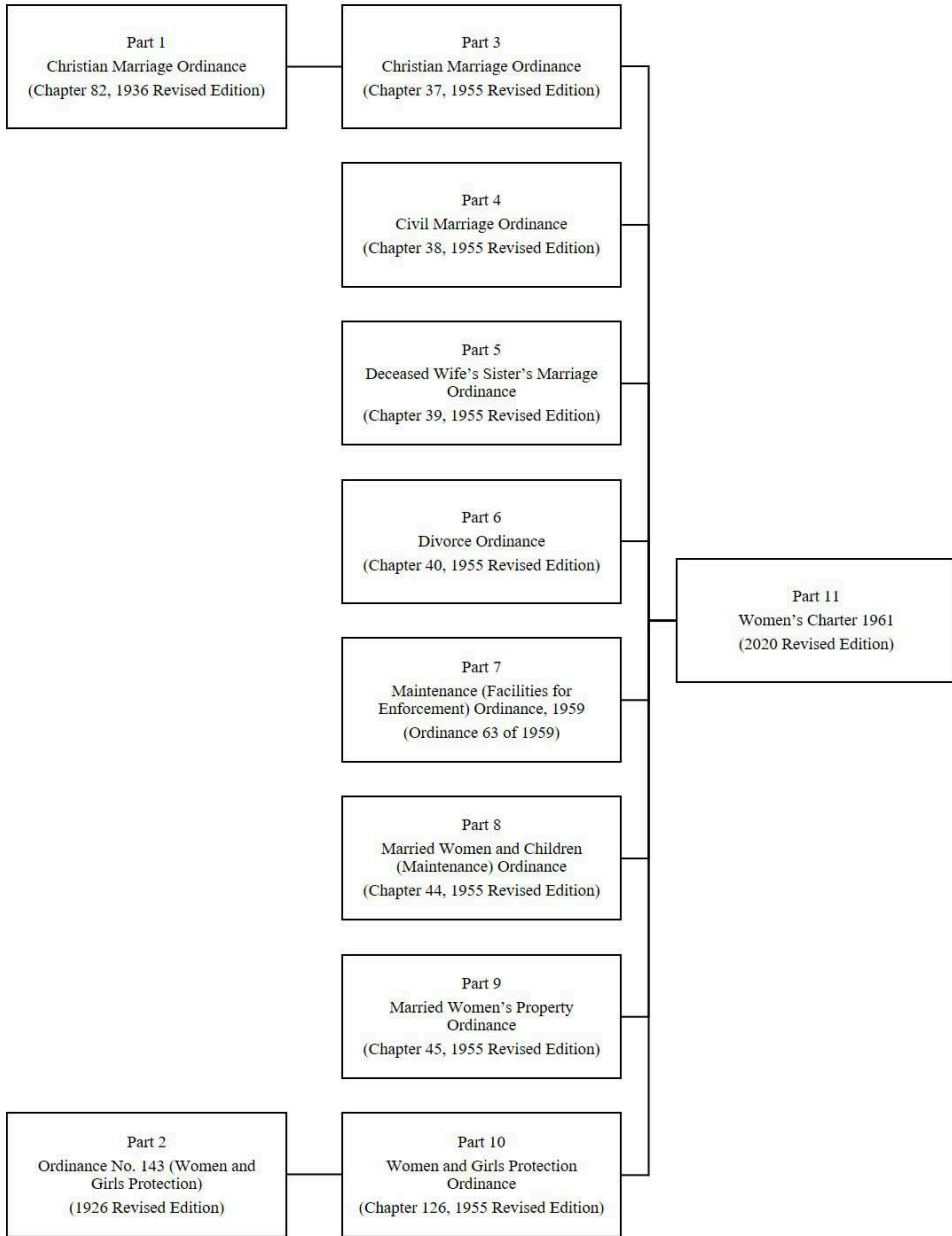 Part 1
Christian Marriage Ordinance
(Chapter 82, 1936 Revised Edition)
Part 3
Christian Marriage Ordinance
(Chapter 37, 1955 Revised Edition)
Part 4
Civil Marriage Ordinance
(Chapter 38, 1955 Revised Edition)
Part 5
Deceased Wife’s Sister’s Marriage
Ordinance
(Chapter 39, 1955 Revised Edition)
Part 6
Divorce Ordinance
(Chapter 40, 1955 Revised Edition)
Part 7
Maintenance (Facilities for
Enforcement) Ordinance, 1959
(Ordinance 63 of 1959)
Part 8
Married Women and Children
(Maintenance) Ordinance
(Chapter 44, 1955 Revised Edition)
Part 9
Married Women’s Property
Ordinance
(Chapter 45, 1955 Revised Edition)
Part 2
Ordinance No. 143 (Women and
Girls Protection)
(1926 Revised Edition)
Part 10
Women and Girls Protection
Ordinance
(Chapter 126, 1955 Revised Edition)
Part 11
Women’s Charter 1961
(2020 Revised Edition)